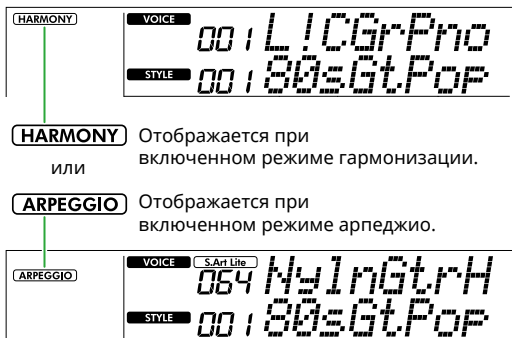 HARMONY VOICE 001 L!CGrPno
STYLE 001 80sGtPop
HARMONY Отображается при
или включенном режиме гармонизации.
ARPEGGIO Отображается при
включенном режиме арпеджио.
ARPEGGIO VOICE S.Art Lite 064 NylnGtrH
STYLE 001 80sGtPop